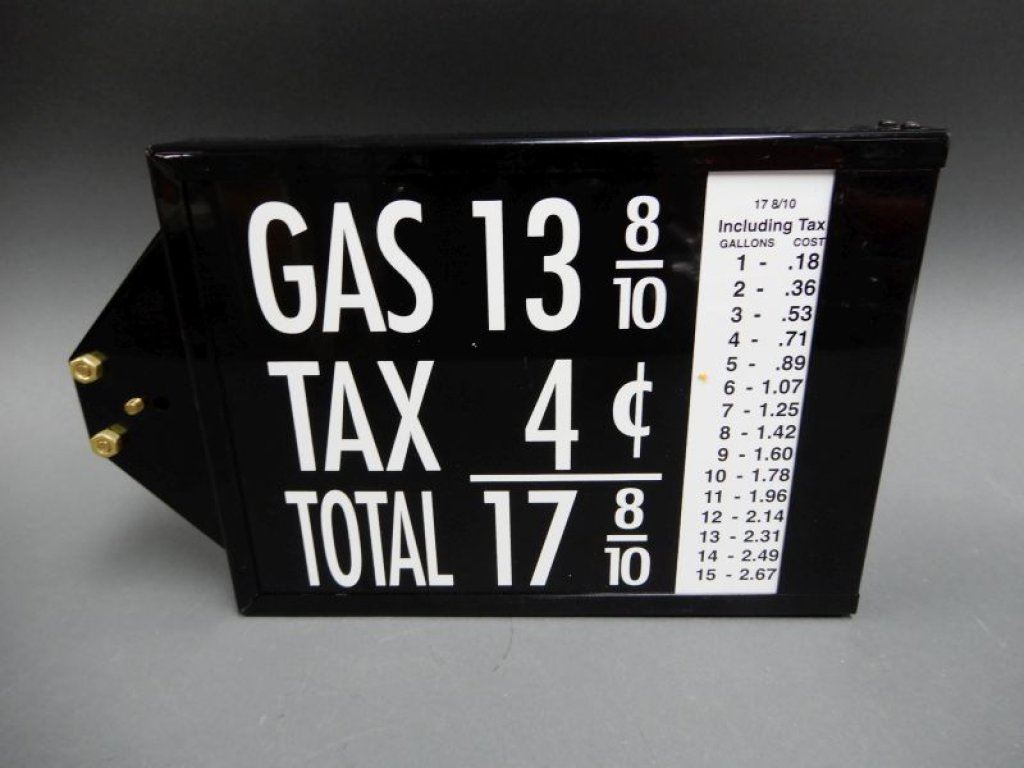 GAS 13 8/10
TAX 4 ¢
TOTAL 17 8/10
17 8/10
Including Tax
GALLONS COST
1 - .18
2 - .36
3 - .53
4 - .71
5 - .89
6 - 1.07
7 - 1.25
8 - 1.42
9 - 1.60
10 - 1.78
11 - 1.96
12 - 2.14
13 - 2.31
14 - 2.49
15 - 2.67